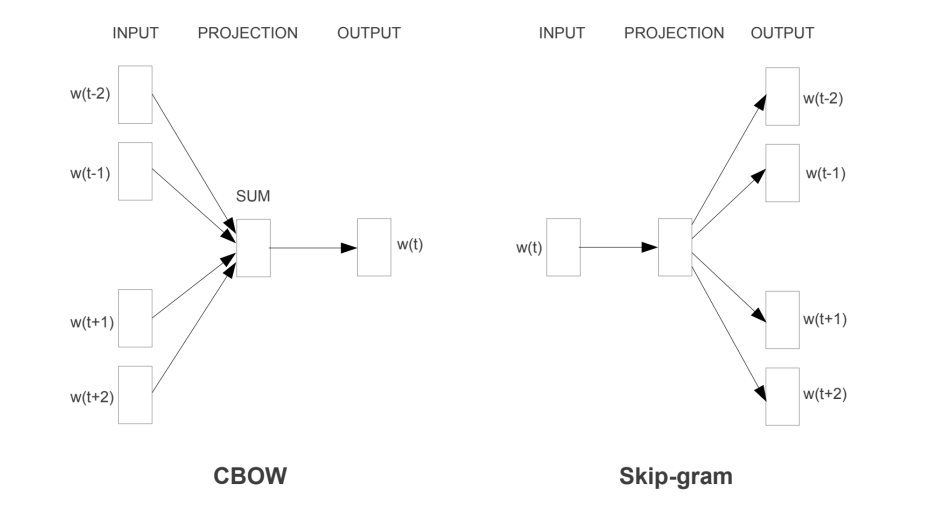 INPUT PROJECTION OUTPUT
w(t-2)
w(t-1)
SUM
w(t)
w(t+1)
w(t+2)
CBOW
INPUT PROJECTION OUTPUT
w(t-2)
w(t-1)
w(t)
w(t+1)
w(t+2)
Skip-gram